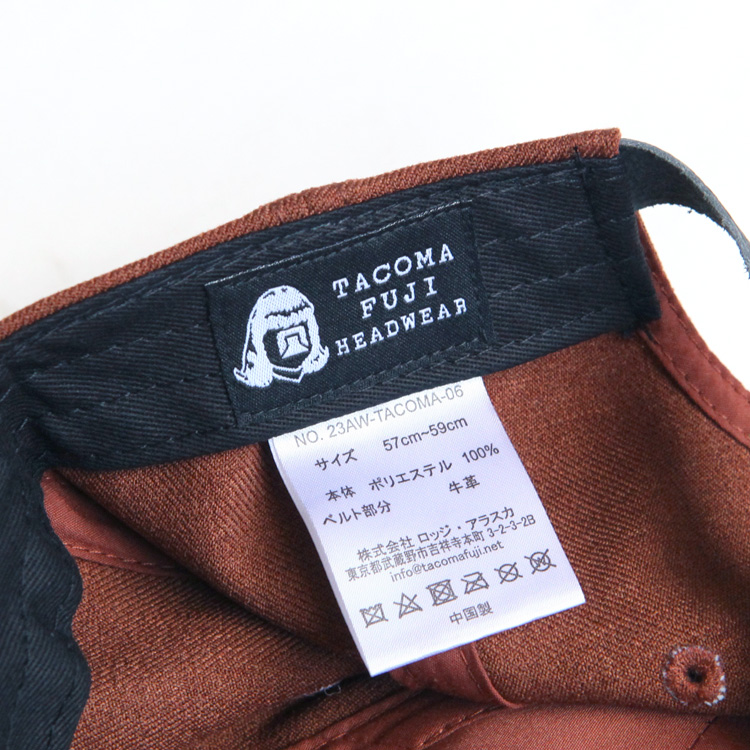 TACOMA
FUJI
HEADWEAR
NO. 23AW-TACOMA-06
サイズ 57cm~59cm
本体 ポリエステル 100%
ベルト部分 牛革
株式会社 ロッジ・アラスカ
東京都武蔵野市吉祥寺本町 3-2-3-2B
info@tacomafuji.net
中国製